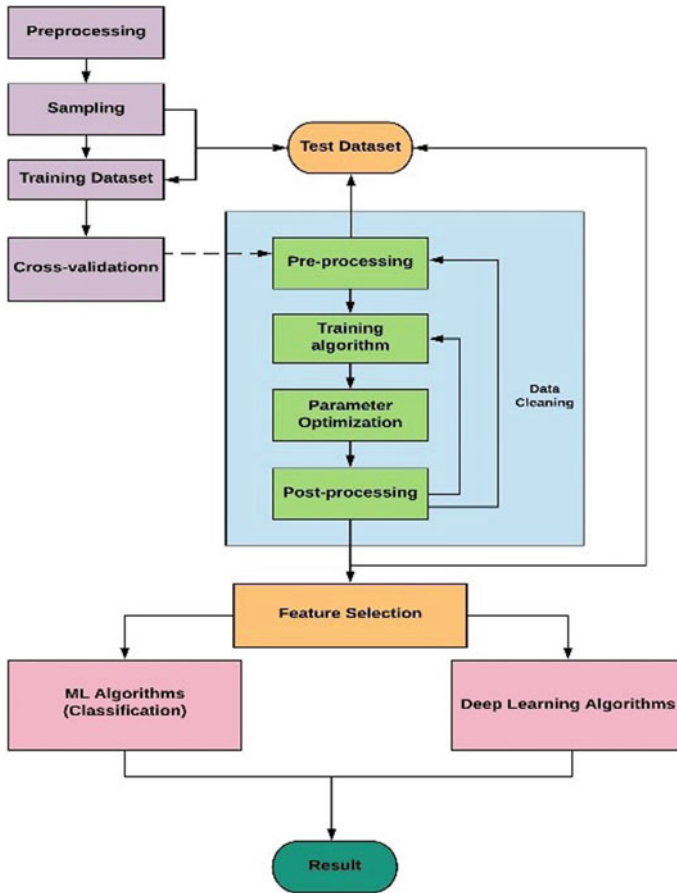 Preprocessing
Sampling
Test Dataset
Training Dataset
Cross-validationn
Pre-processing
Training
algorithm
Data
Cleaning
Parameter
Optimization
Post-processing
Feature Selection
ML Algorithms
(Classification)
Deep Learning Algorithms
Result